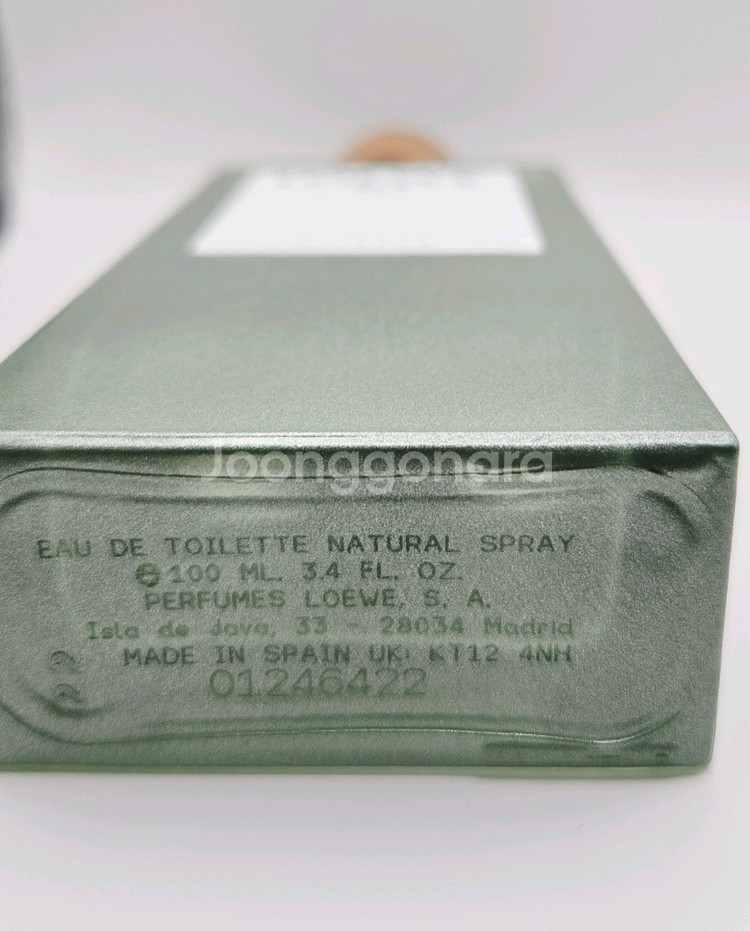 Joonggonara
EAU DE TOILETTE NATURAL SPRAY
100 ML. 3.4 FL. OZ.
PERFUMES LOEWE, S. A.
Isla de Java, 33 - 28034 Madrid
MADE IN SPAIN UK: KT12 4NH
01246422